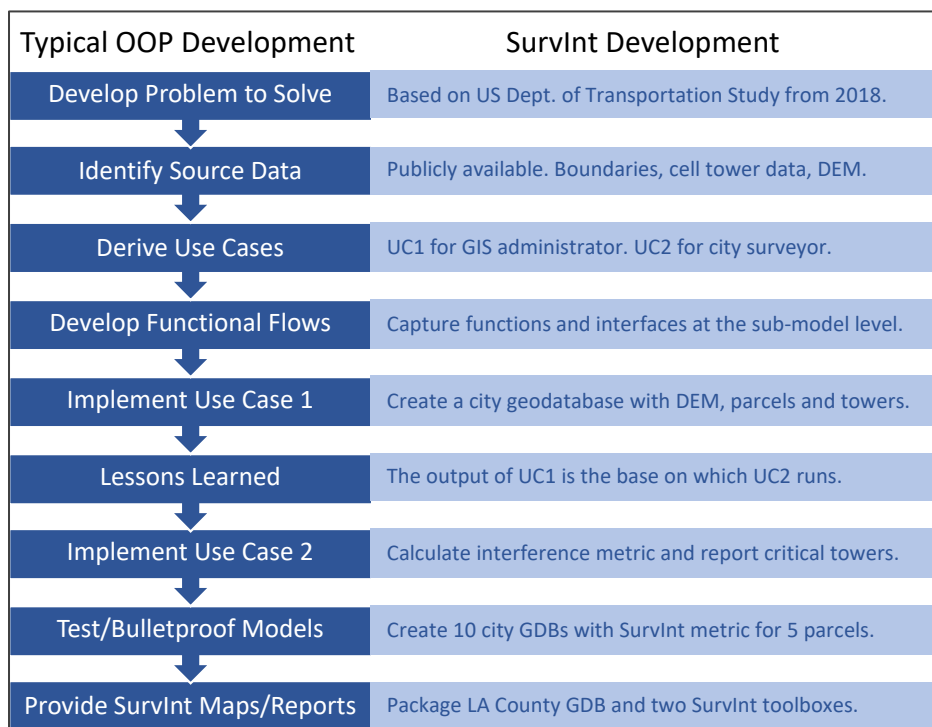 Typical OOP Development SurvInt Development
Develop Problem to Solve Based on US Dept. of Transportation Study from 2018.
Identify Source Data Publicly available. Boundaries, cell tower data, DEM.
Derive Use Cases UC1 for GIS administrator. UC2 for city surveyor.
Develop Functional Flows Capture functions and interfaces at the sub-model level.
Implement Use Case 1 Create a city geodatabase with DEM, parcels and towers.
Lessons Learned The output of UC1 is the base on which UC2 runs.
Implement Use Case 2 Calculate interference metric and report critical towers.
Test/Bulletproof Models Create 10 city GDBs with SurvInt metric for 5 parcels.
Provide SurvInt Maps/Reports Package LA County GDB and two SurvInt toolboxes.